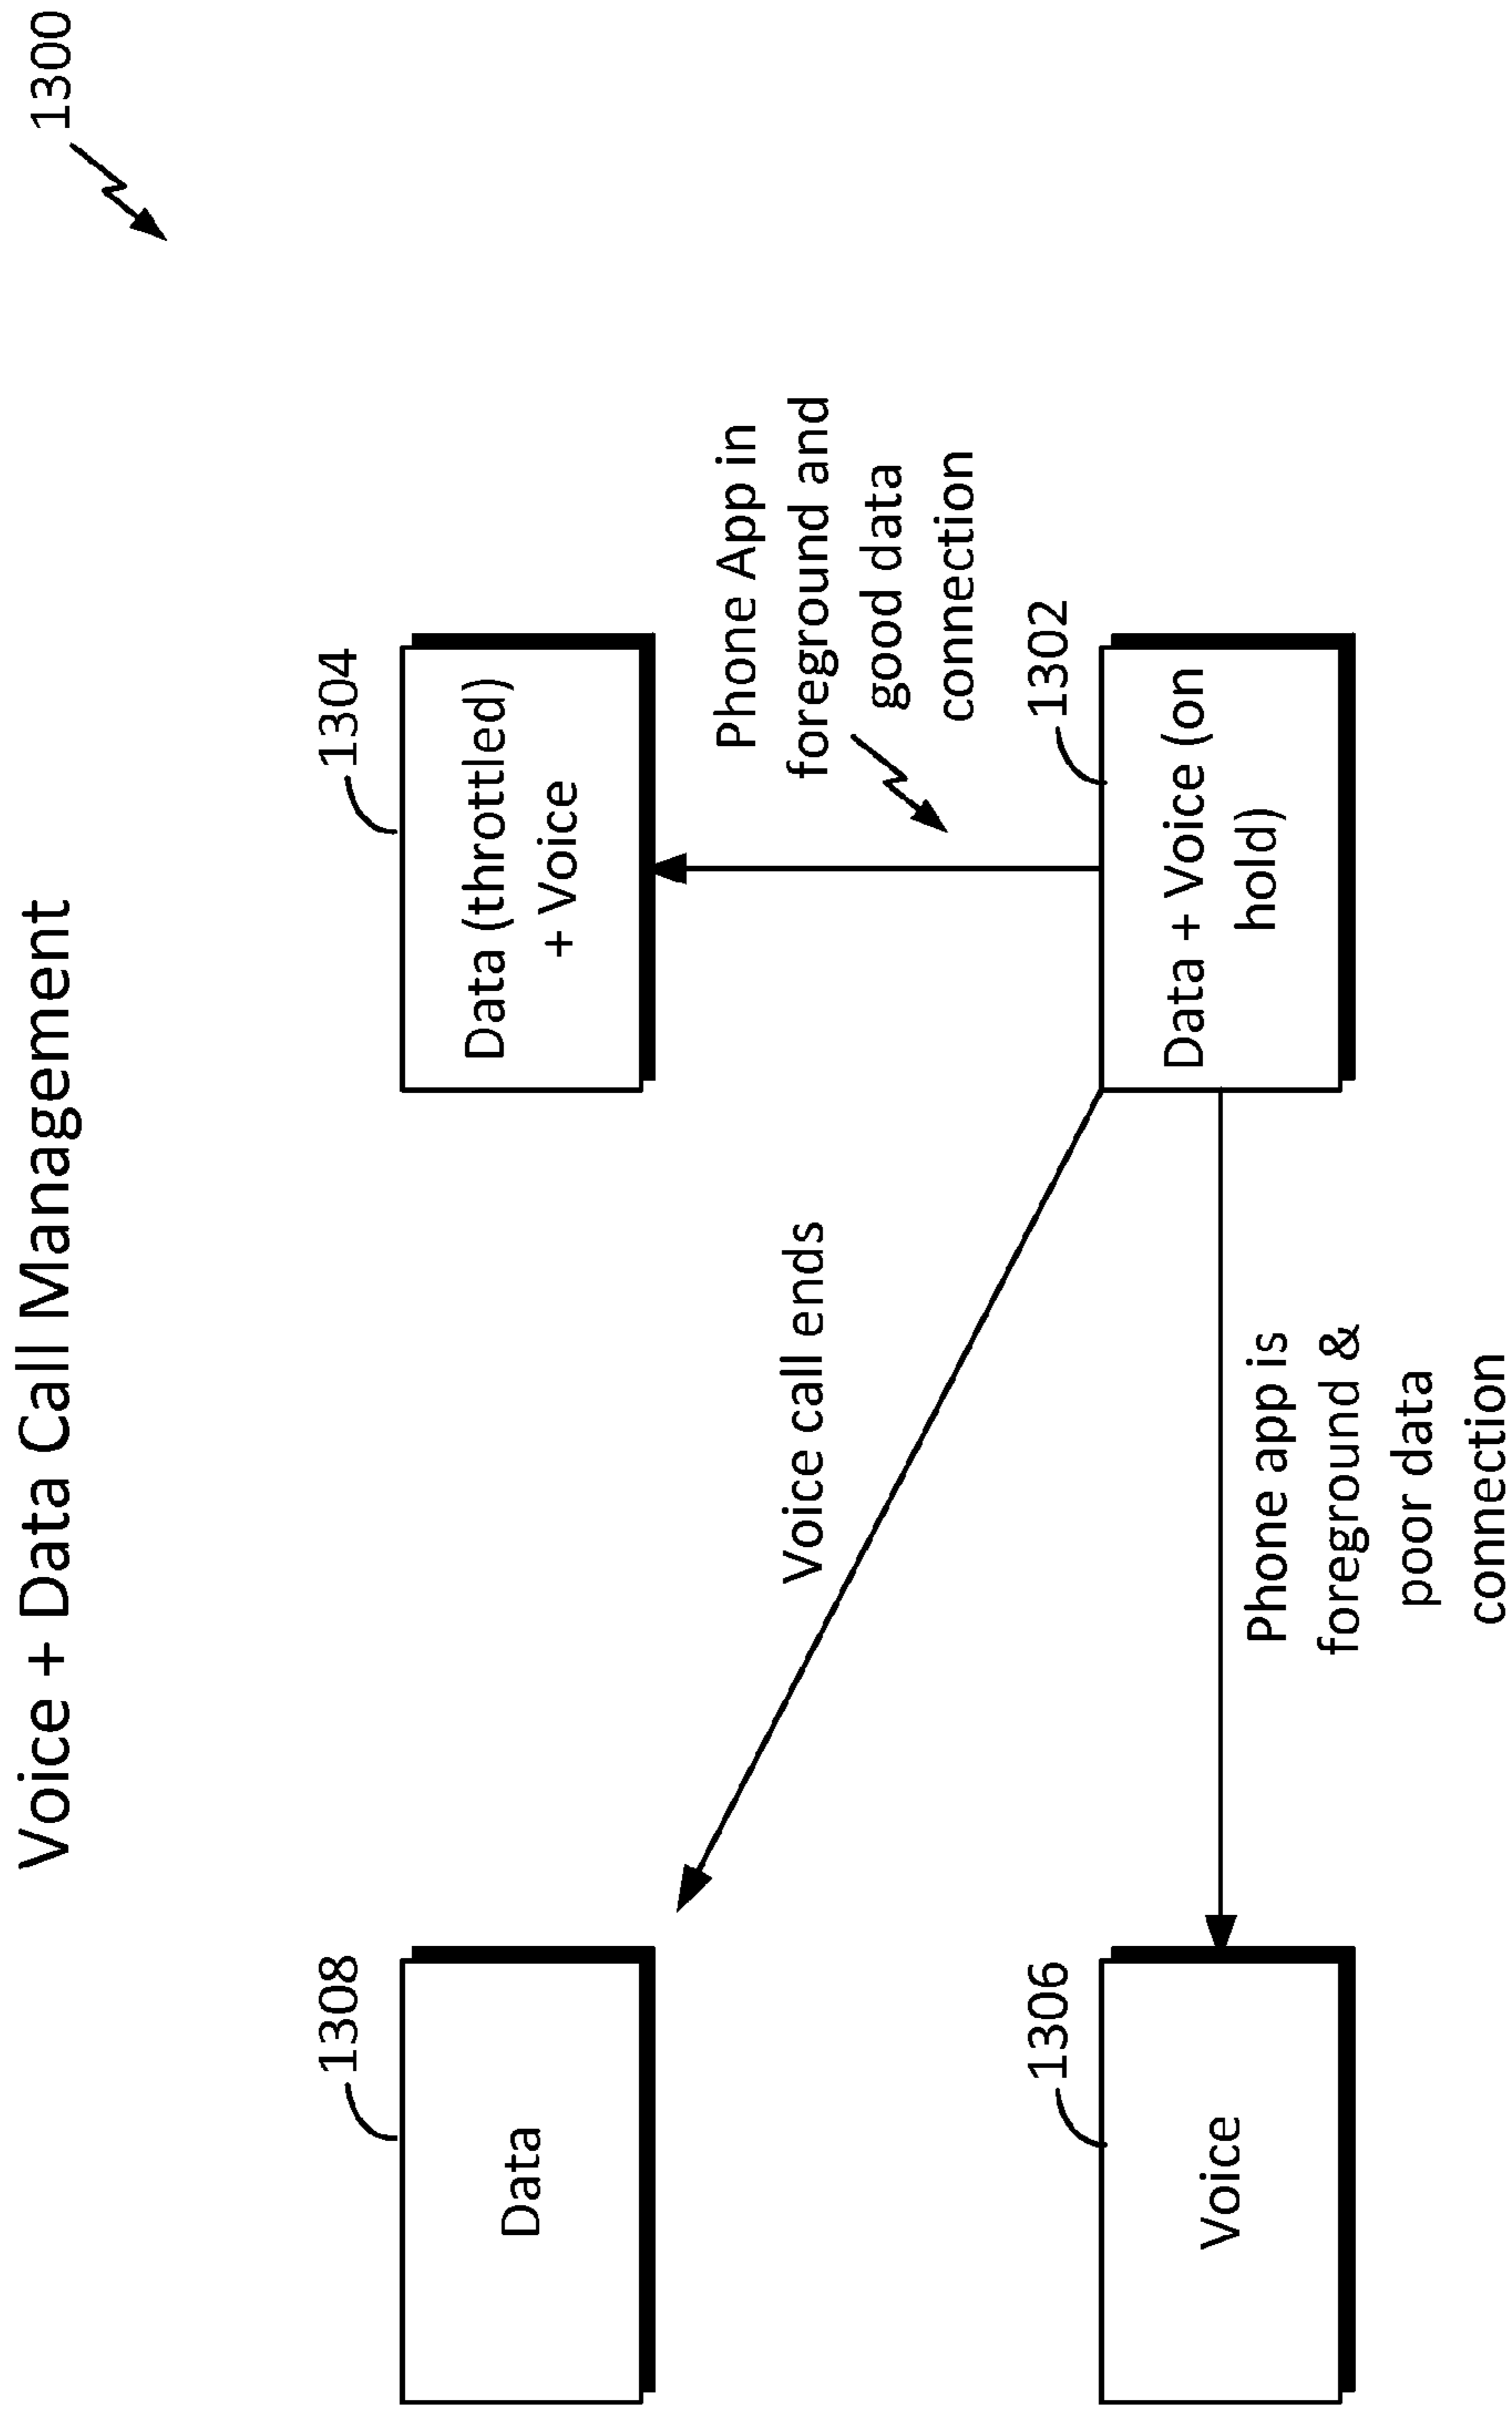 Voice + Data Call Management
1300
1308
Data
1304
Data (throttled)
+ Voice
Voice call ends
Phone App in
foreground and
good data
connection
1306
Voice
1302
Data + Voice (on
hold)
Phone app is
foreground &
poor data
connection